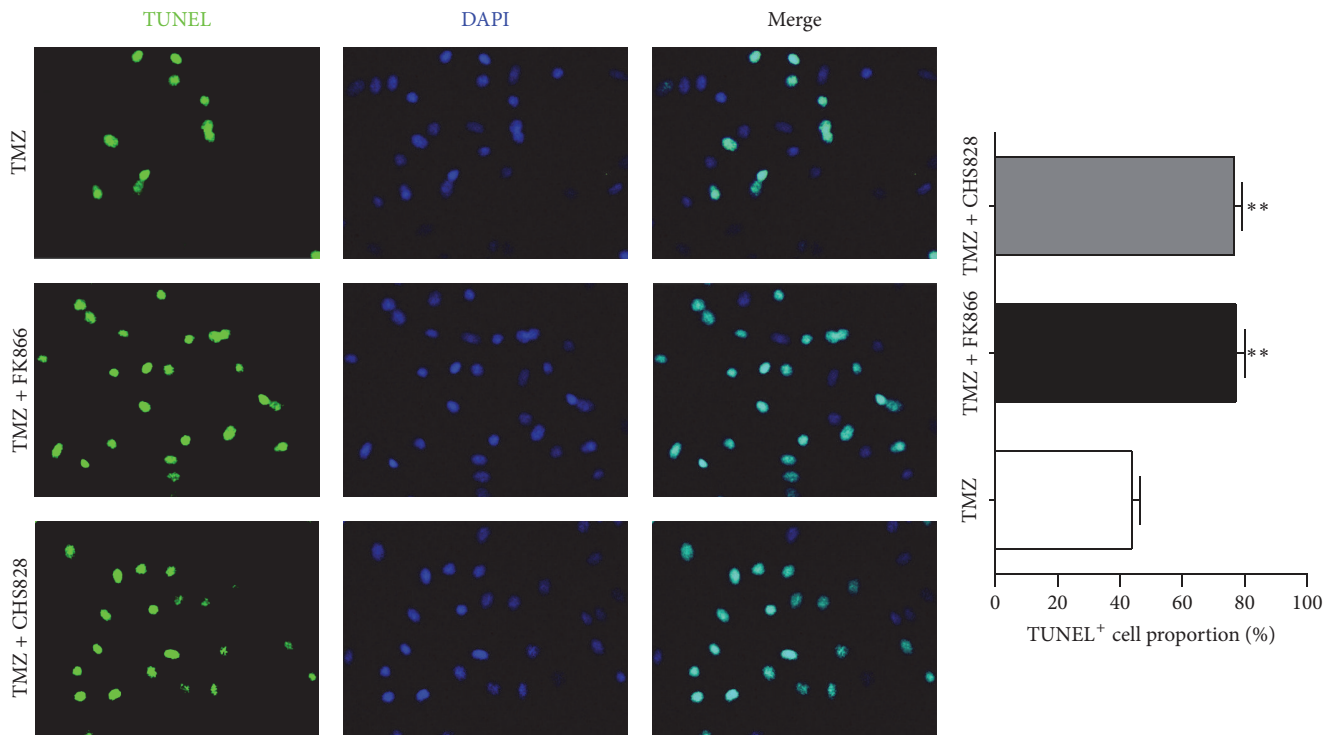 TUNEL
DAPI
Merge
TMZ
TMZ + FK866
TMZ + CHS828
TMZ + CHS828
**
TMZ + FK866
**
TMZ
0 20 40 60 80 100
TUNEL⁺ cell proportion (%)